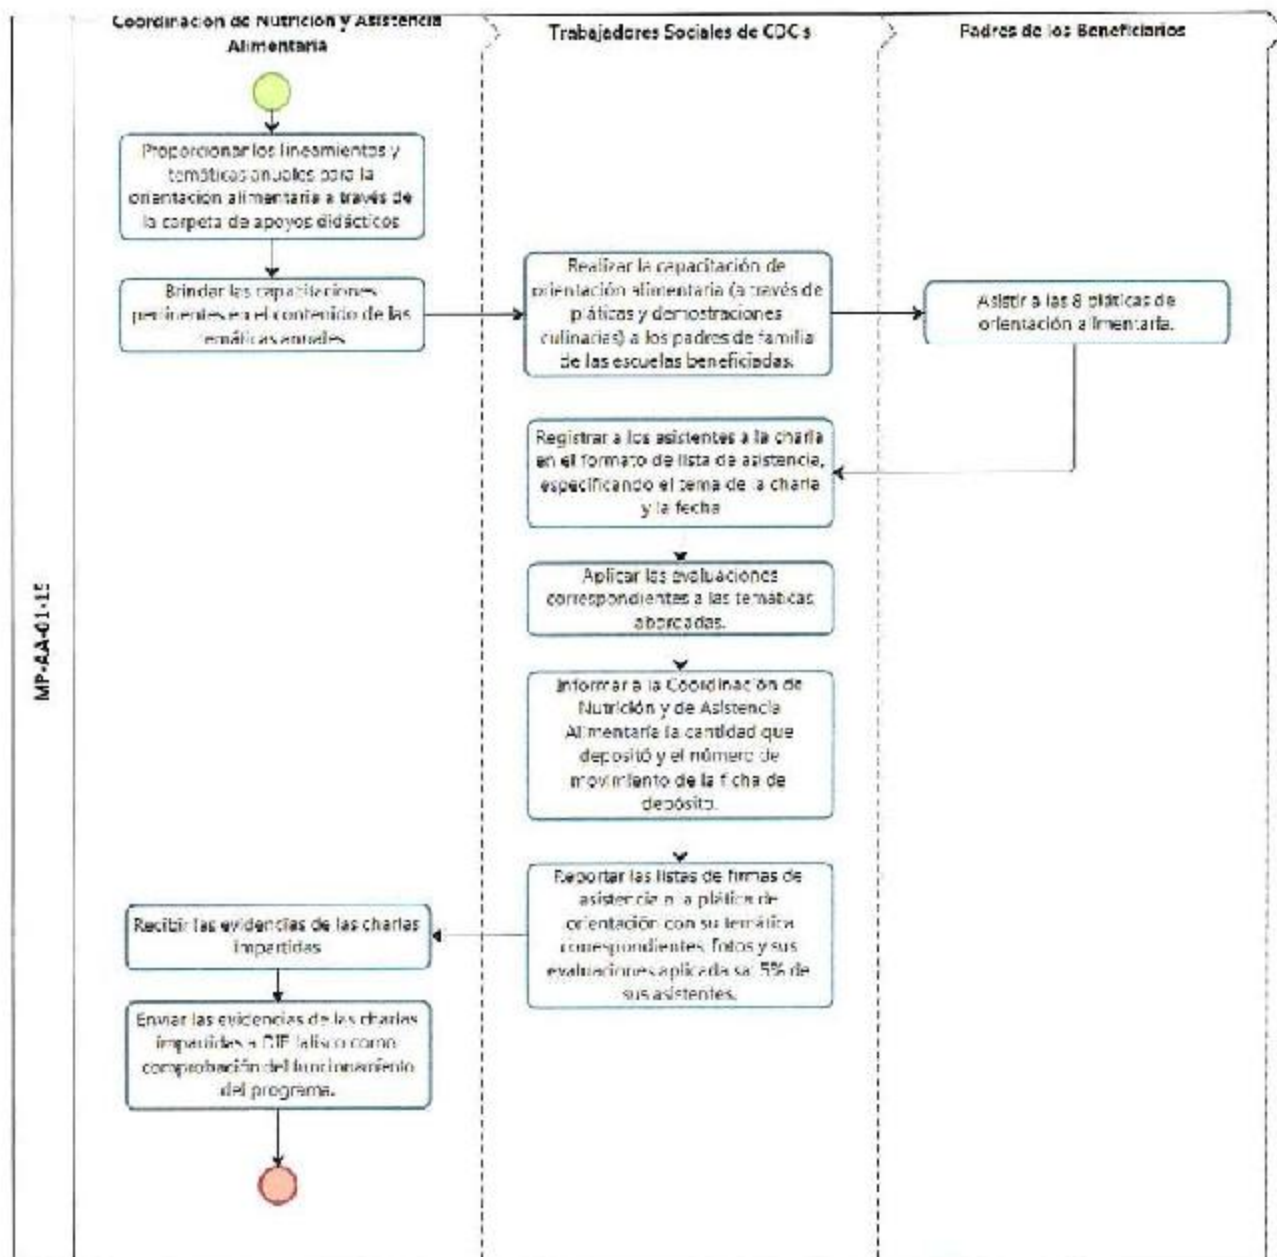 Coordinación de Nutrición y Asistencia
Alimentaria
Trabajadores Sociales de CDC's
Padres de los Beneficiarios
MP-AA-01-15
Proporcionar los lineamientos y
temáticas anuales para la
orientación alimentaria a través de
la carpeta de apoyos didácticos
Brindar las capacitaciones
pertinentes en el contenido de las
temáticas anuales
Realizar la capacitación de
orientación alimentaria (a través de
pláticas y demostraciones
culinarias) a los padres de familia
de las escuelas beneficiadas.
Asistir a las 8 pláticas de
orientación alimentaria.
Registrar a los asistentes a la charla
en el formato de lista de asistencia,
especificando el tema de la charla
y la fecha
Aplicar las evaluaciones
correspondientes a las temáticas
abordadas.
Informar a la Coordinación de
Nutrición y de Asistencia
Alimentaría la cantidad que
depositó y el número de
movimiento de la ficha de
depósito.
Reportar las listas de firmas de
asistencia a la plática de
orientación con su temática
correspondientes, fotos y sus
evaluaciones aplicada 5% de
sus asistentes.
Recibir las evidencias de las charlas
impartidas
Enviar las evidencias de las charlas
impartidas a DIF Jalisco como
comprobación del funcionamiento
del programa.